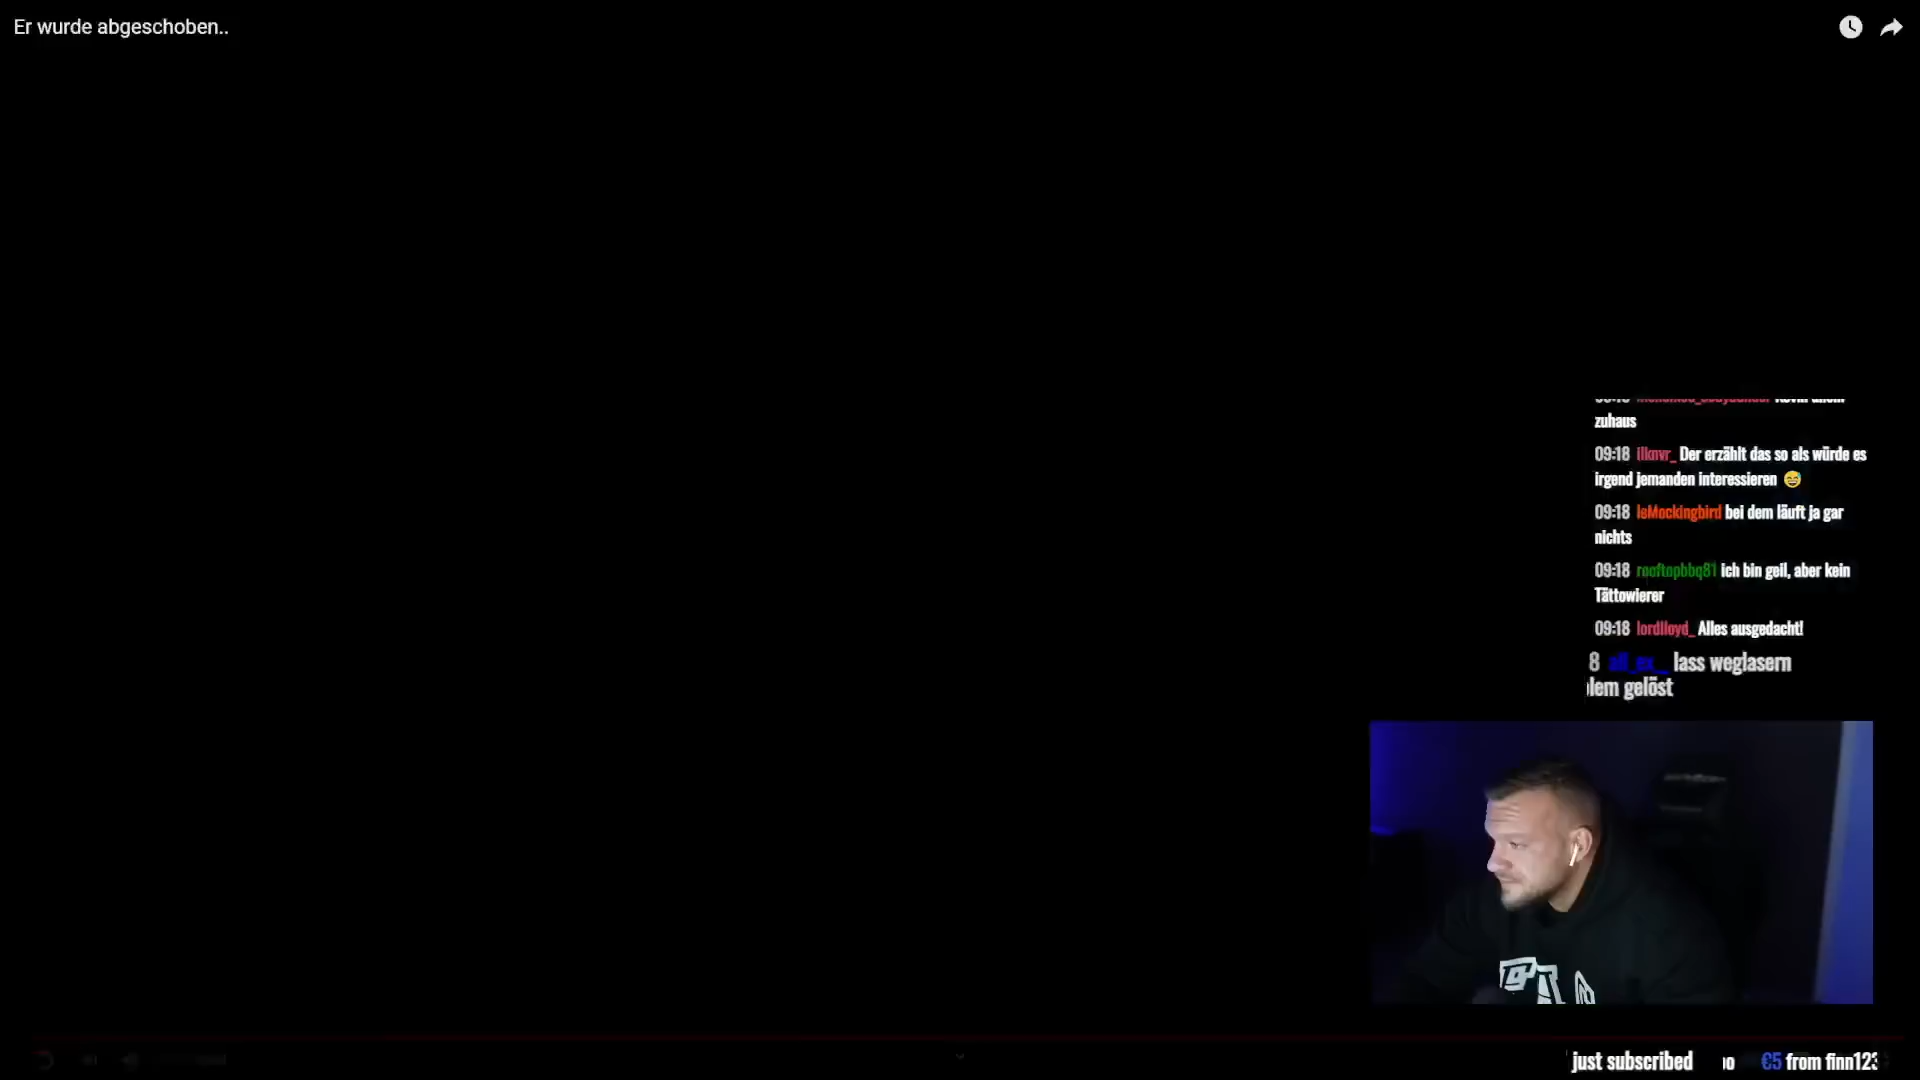 Er wurde abgeschoben..
zuhaus
09:18 ilknvr_ Der erzählt das so als würde es
irgend jemanden interessieren 😅
09:18 leMockingbird bei dem läuft ja gar
nichts
09:18 rooftopbbq81 ich bin geil, aber kein
Tättowierer
09:18 lordlloyd_ Alles ausgedacht!
8 lass weglasern
lem gelöst
just subscribed €5 from finn123